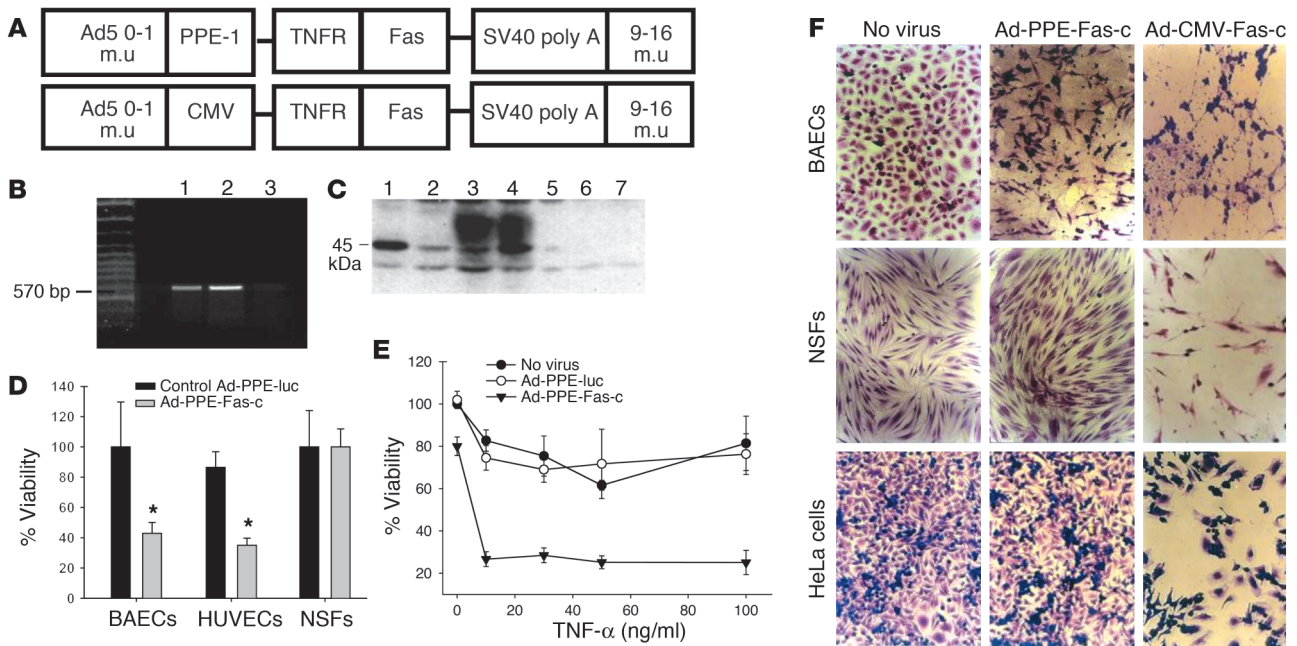 A
Ad5 0-1 m.u
PPE-1
TNFR
Fas
SV40 poly A
9-16 m.u
Ad5 0-1 m.u
CMV
TNFR
Fas
SV40 poly A
9-16 m.u
B
1 2 3
570 bp
C
1 2 3 4 5 6 7
45
kDa
D
Control Ad-PPE-luc
Ad-PPE-Fas-c
% Viability
140
120
100
80
60
40
20
0
*
*
BAECs HUVECs NSFs
E
No virus
Ad-PPE-luc
Ad-PPE-Fas-c
% Viability
120
100
80
60
40
20
0 20 40 60 80 100
TNF-α (ng/ml)
F
No virus Ad-PPE-Fas-c Ad-CMV-Fas-c
BAECs
NSFs
HeLa cells